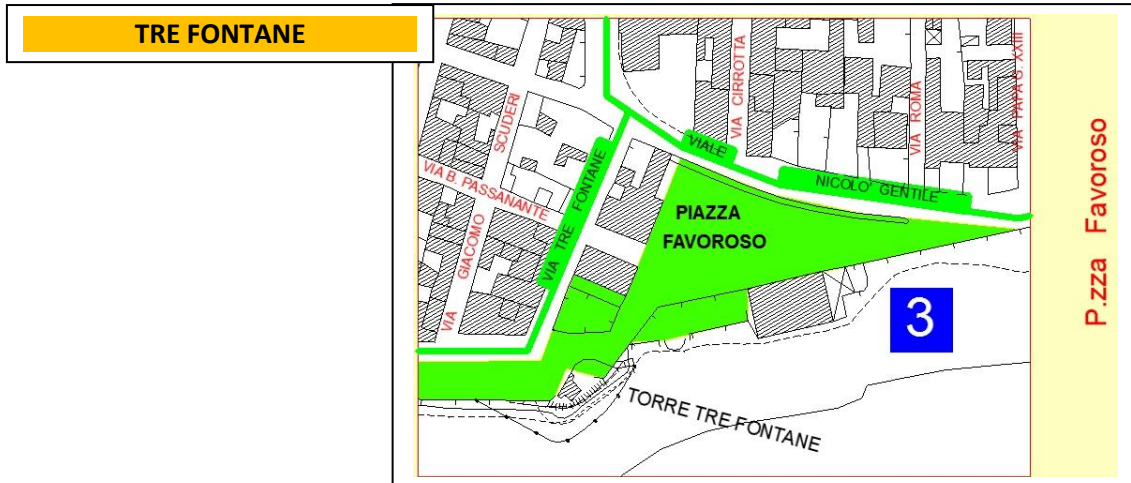 TRE FONTANE
VIA CIRROTTA
VIA ROMA
VIA PAPA G. XXIII
VIALE
NICOLO' GENTILE
VIA GIACOMO SCUDERI
VIA B. PASSANANTE
VIA TRE FONTANE
PIAZZA
FAVOROSO
3
TORRE TRE FONTANE
P.zza Favoroso